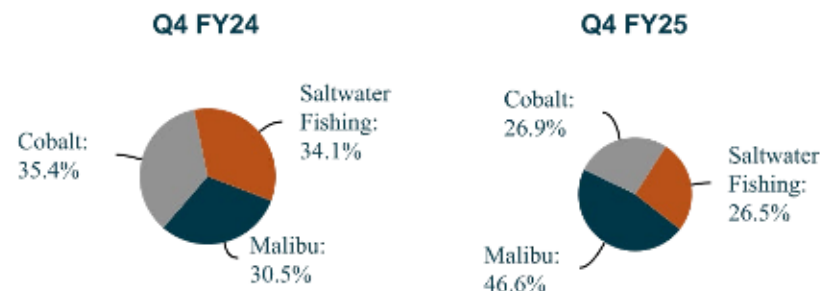 Q4 FY24
Saltwater
Fishing:
34.1%
Cobalt:
35.4%
Malibu:
30.5%
Q4 FY25
Cobalt:
26.9%
Saltwater
Fishing:
26.5%
Malibu:
46.6%